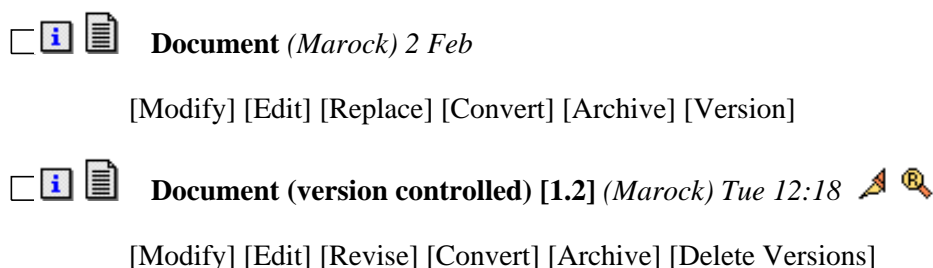 i Document (Marock) 2 Feb
[Modify] [Edit] [Replace] [Convert] [Archive] [Version]
i Document (version controlled) [1.2] (Marock) Tue 12:18 R
[Modify] [Edit] [Revise] [Convert] [Archive] [Delete Versions]